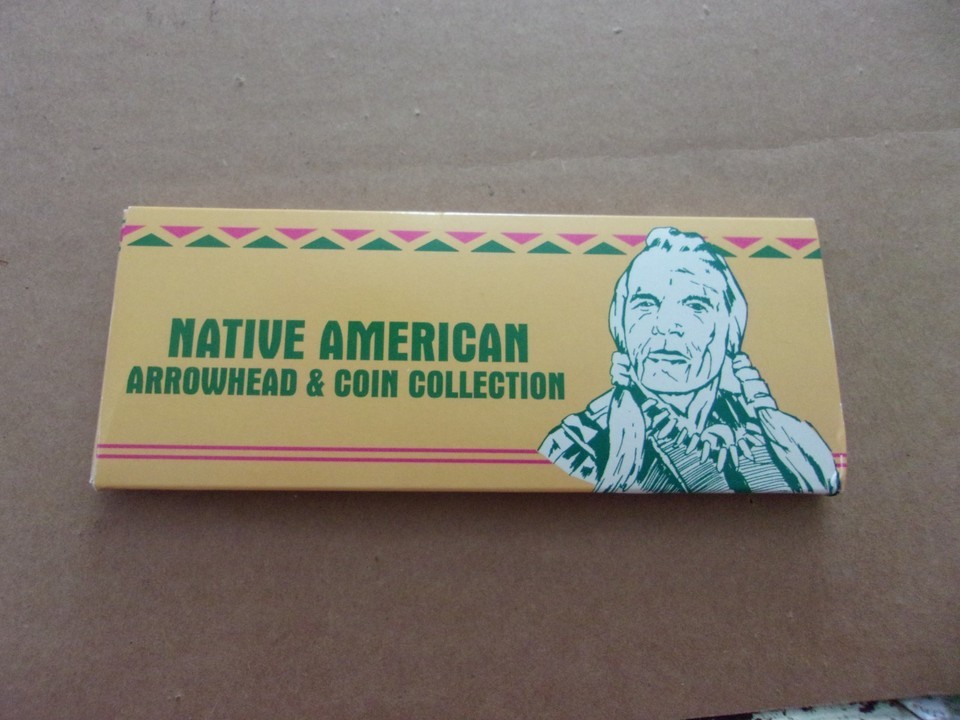 NATIVE AMERICAN
ARROWHEAD & COIN COLLECTION